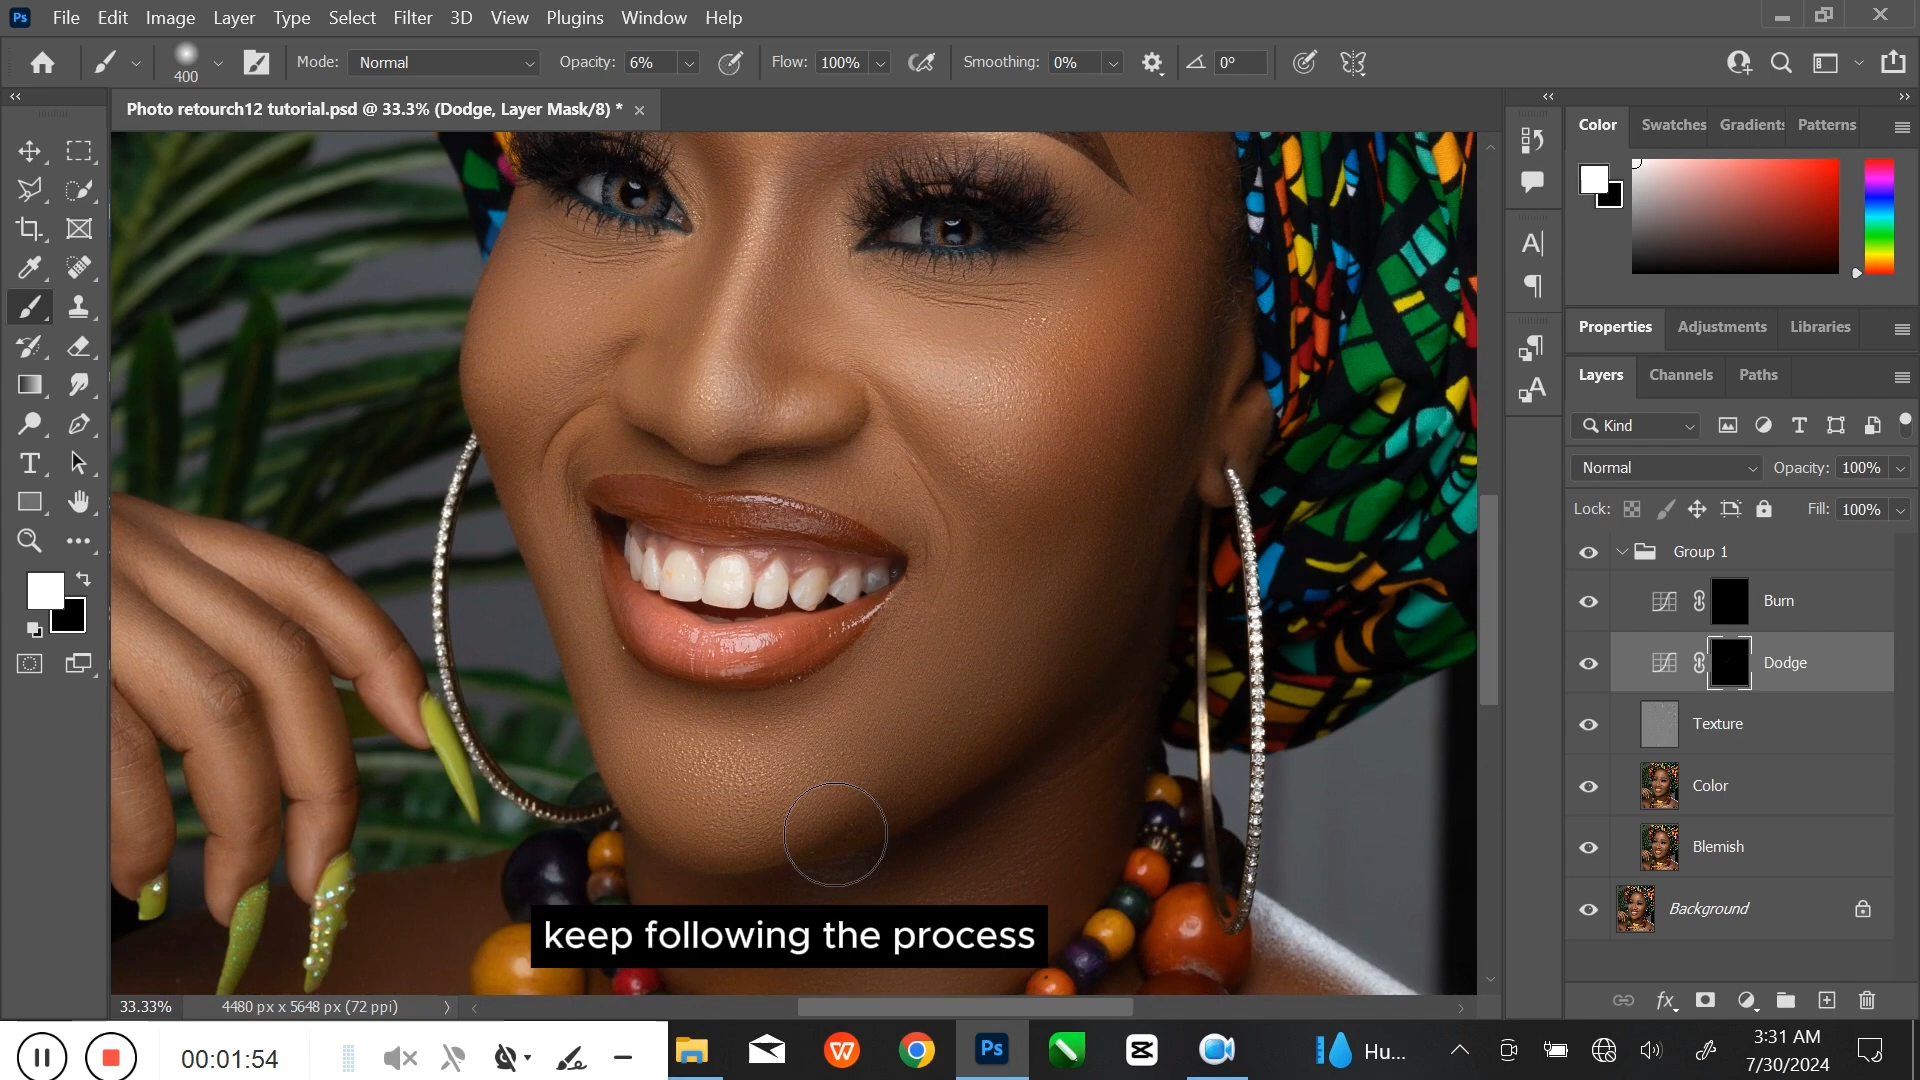 Ps File Edit Image Layer Type Select Filter 3D View Plugins Window Help
400 Mode: Normal Opacity: 6% Flow: 100% Smoothing: 0% 0°
Photo retourch12 tutorial.psd @ 33.3% (Dodge, Layer Mask/8) *
Color Swatches Gradients Patterns
Properties Adjustments Libraries
Layers Channels Paths
Kind
Normal Opacity: 100%
Lock: Fill: 100%
Group 1
Burn
Dodge
Texture
Color
Blemish
Background
keep following the process
33.33% 4480 px x 5648 px (72 ppi)
00:01:54
Ps
Hu...
3:31 AM
7/30/2024